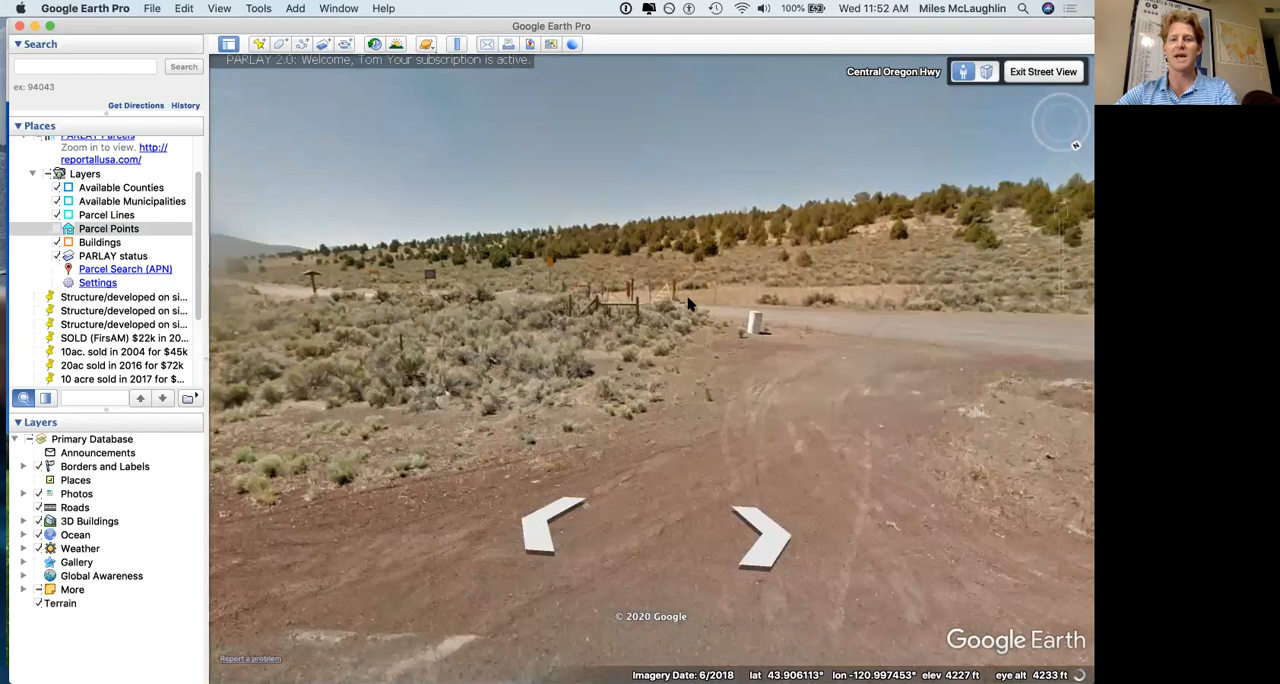 Google Earth Pro File Edit View Tools Add Window Help 100% Wed 11:52 AM Miles McLaughlin
Google Earth Pro
Search
Search
ex: 94043
Get Directions History
Places
PARLAY Parcels
Zoom in to view. http://
reportallusa.com/
Layers
Available Counties
Available Municipalities
Parcel Lines
Parcel Points
Buildings
PARLAY status
Parcel Search (APN)
Settings
Structure/developed on si...
Structure/developed on si...
Structure/developed on si...
SOLD (FirsAM) $22k in 20...
10ac. sold in 2004 for $45k
20ac sold in 2016 for $72k
10 acre sold in 2017 for $...
Layers
Primary Database
Announcements
Borders and Labels
Places
Photos
Roads
3D Buildings
Ocean
Weather
Gallery
Global Awareness
More
Terrain
PARLAY 2.0: Welcome, Tom Your subscription is active.
Central Oregon Hwy
Exit Street View
© 2020 Google
Google Earth
Report a problem
Imagery Date: 6/2018 lat 43.906113° lon -120.997453° elev 4227 ft eye alt 4233 ft